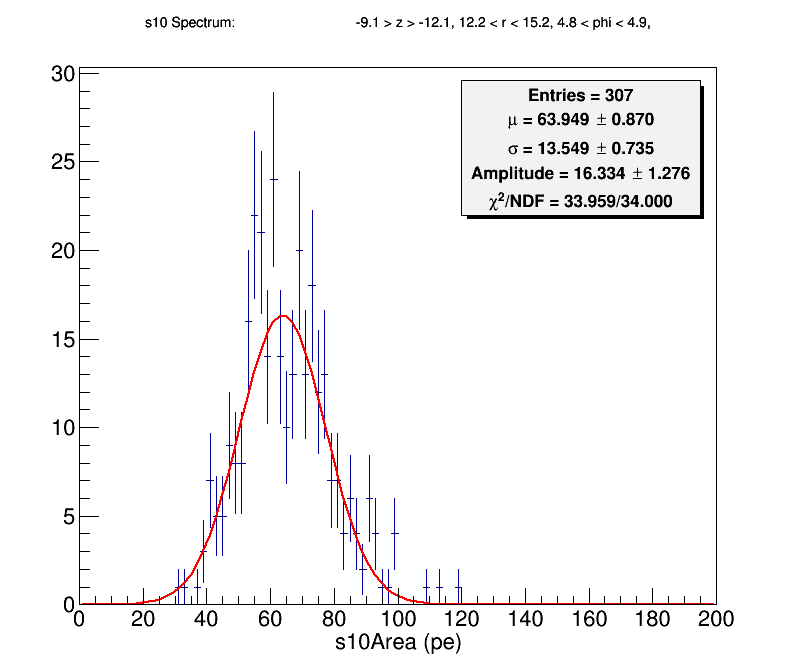 s10 Spectrum: -9.1 > z > -12.1, 12.2 < r < 15.2, 4.8 < phi < 4.9,
Entries = 307
μ = 63.949 ± 0.870
σ = 13.549 ± 0.735
Amplitude = 16.334 ± 1.276
χ²/NDF = 33.959/34.000
30
25
20
15
10
5
0
0 20 40 60 80 100 120 140 160 180 200
s10Area (pe)